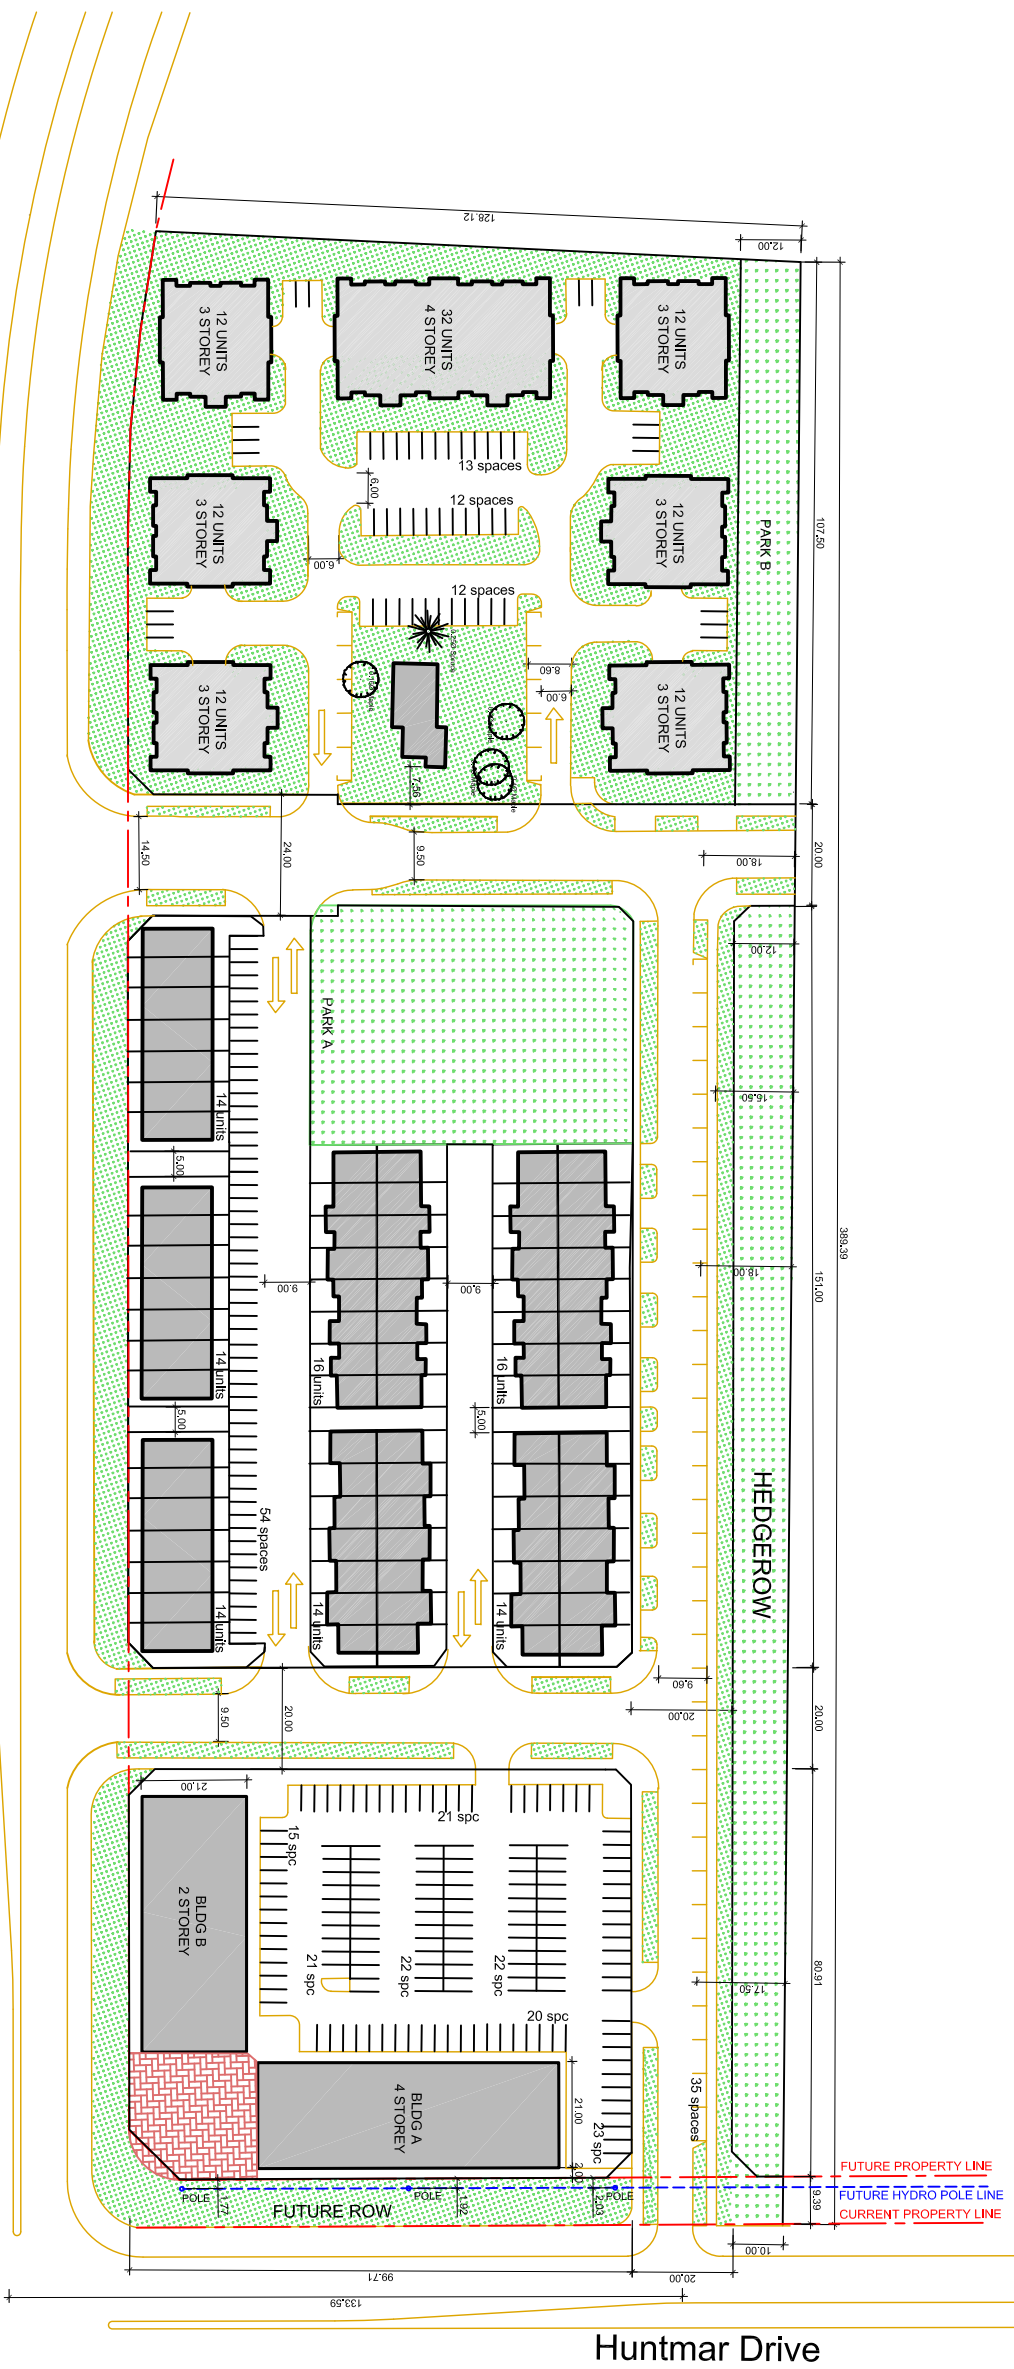 128.12
12.00
12 UNITS
3 STOREY
32 UNITS
4 STOREY
12 UNITS
3 STOREY
13 spaces
6.00
12 spaces
107.50
PARK B
12 UNITS
3 STOREY
12 UNITS
3 STOREY
6.00
12 spaces
8.60
6.00
12 UNITS
3 STOREY
12 UNITS
3 STOREY
7.56
14.50
24.00
9.50
18.00
20.00
12.00
PARK A
14 units
15.50
5.00
389.39
18.00
151.00
9.00
9.00
14 units
16 units
16 units
5.00
5.00
HEDGEROW
54 spaces
14 units
14 units
14 units
9.60
9.50
20.00
20.00
20.00
21.00
21 spc
15 spc
BLDG B
2 STOREY
21 spc
22 spc
22 spc
80.91
17.50
20 spc
BLDG A
4 STOREY
21.00
23 spc
35 spaces
2.00
FUTURE PROPERTY LINE
FUTURE HYDRO POLE LINE
CURRENT PROPERTY LINE
9.39
POLE
1.77
POLE
1.92
2.03
POLE
FUTURE ROW
10.00
99.71
20.00
133.59
Huntmar Drive